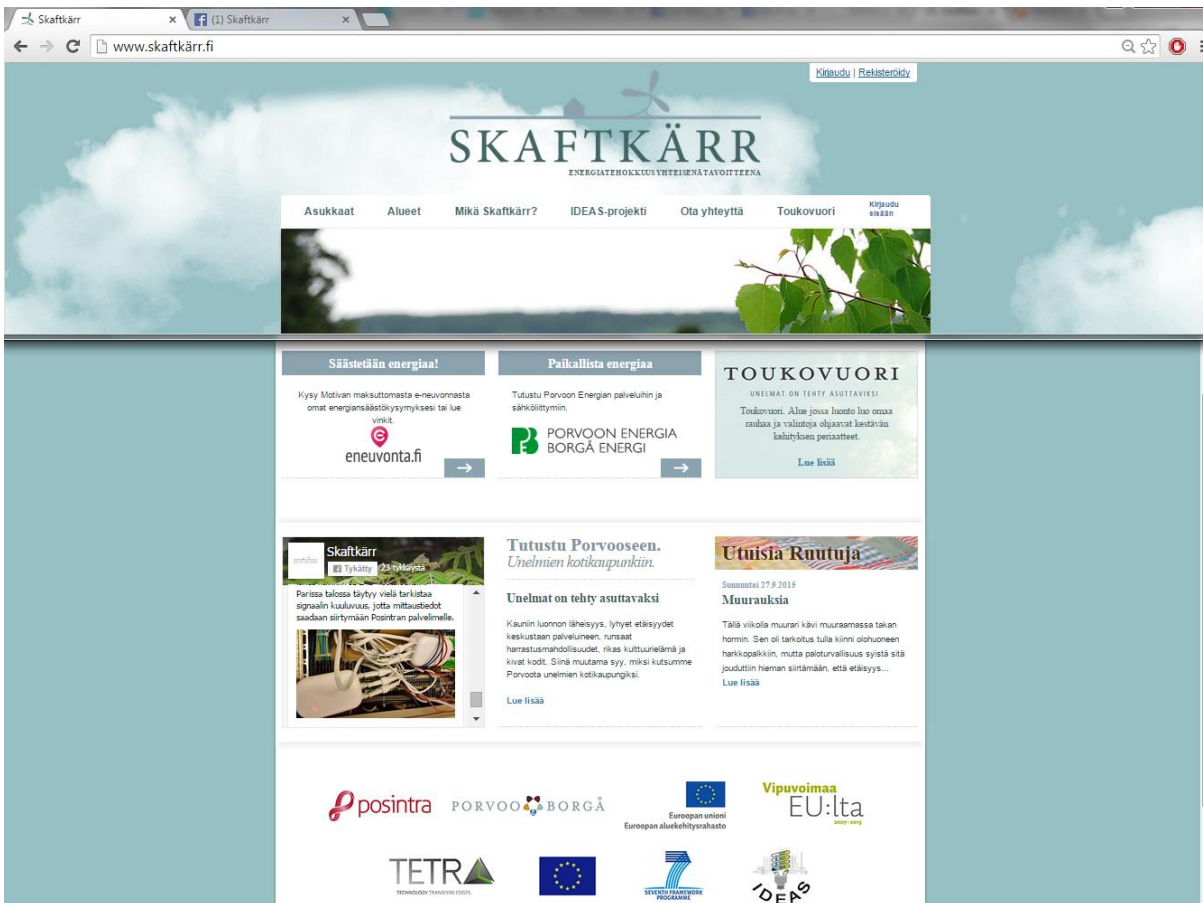 Skaftkärr
(1) Skaftkärr
www.skaftkärr.fi
Kirjaudu | Rekisteröidy
SKAFTKÄRR
ENERGIATEHOKKUUS YHTEISENÄ TAVOITTEENA
Asukkaat Alueet Mikä Skaftkärr? IDEAS-projekti Ota yhteyttä Toukovuori Kirjaudu
sisään
Säästetään energiaa!
Kysy Motivan maksuttomasta e-neuvonnasta
omat energiansäästökysymyksesi tai lue
vinkit.
eneuvonta.fi
Paikallista energiaa
Tutustu Porvoon Energian palveluihin ja
sähköliittymiin.
PORVOON ENERGIA
BORGÅ ENERGI
TOUKOVUORI
UNELMAT ON TEHTY ASUTTAVIKSI
Toukovuori. Alue jossa luonto luo omaa
rauhaa ja valintoja ohjaavat kestävän
kehityksen periaatteet.
Lue lisää
Skaftkärr
Tykätty 23 tykkäystä
Parissa talossa täytyy vielä tarkistaa
signaalin kuuluvuus, jotta mittaustiedot
saadaan siirtymään Posintran palvelimelle.
Tutustu Porvooseen.
Unelmien kotikaupunkiin.
Unelmat on tehty asuttavaksi
Kauniin luonnon läheisyys, lyhyet etäisyydet
keskustaan palveluineen, runsaat
harrastusmahdollisuudet, rikas kulttuurielämä ja
kivat kodit. Siinä muutama syy, miksi kutsumme
Porvoota unelmien kotikaupungiksi.
Lue lisää
Utuisia Ruutuja
Sunnuntai 27.9.2015
Muurauksia
Tällä viikolla muurari kävi muuraamassa takan
hormin. Sen oli tarkoitus tulla kiinni olohuoneen
harkkopalkkiin, mutta paloturvallisuus syistä sitä
jouduttiin hieman siirtämään, että etäisyys...
Lue lisää
posintra
PORVOO BORGÅ
Euroopan unioni
Euroopan aluekehitysrahasto
Vipuvoimaa
EU:lta
2007–2013
TETRA
TECHNOLOGY TRANSFERS EDGES.
SEVENTH FRAMEWORK
PROGRAMME
IDEAS